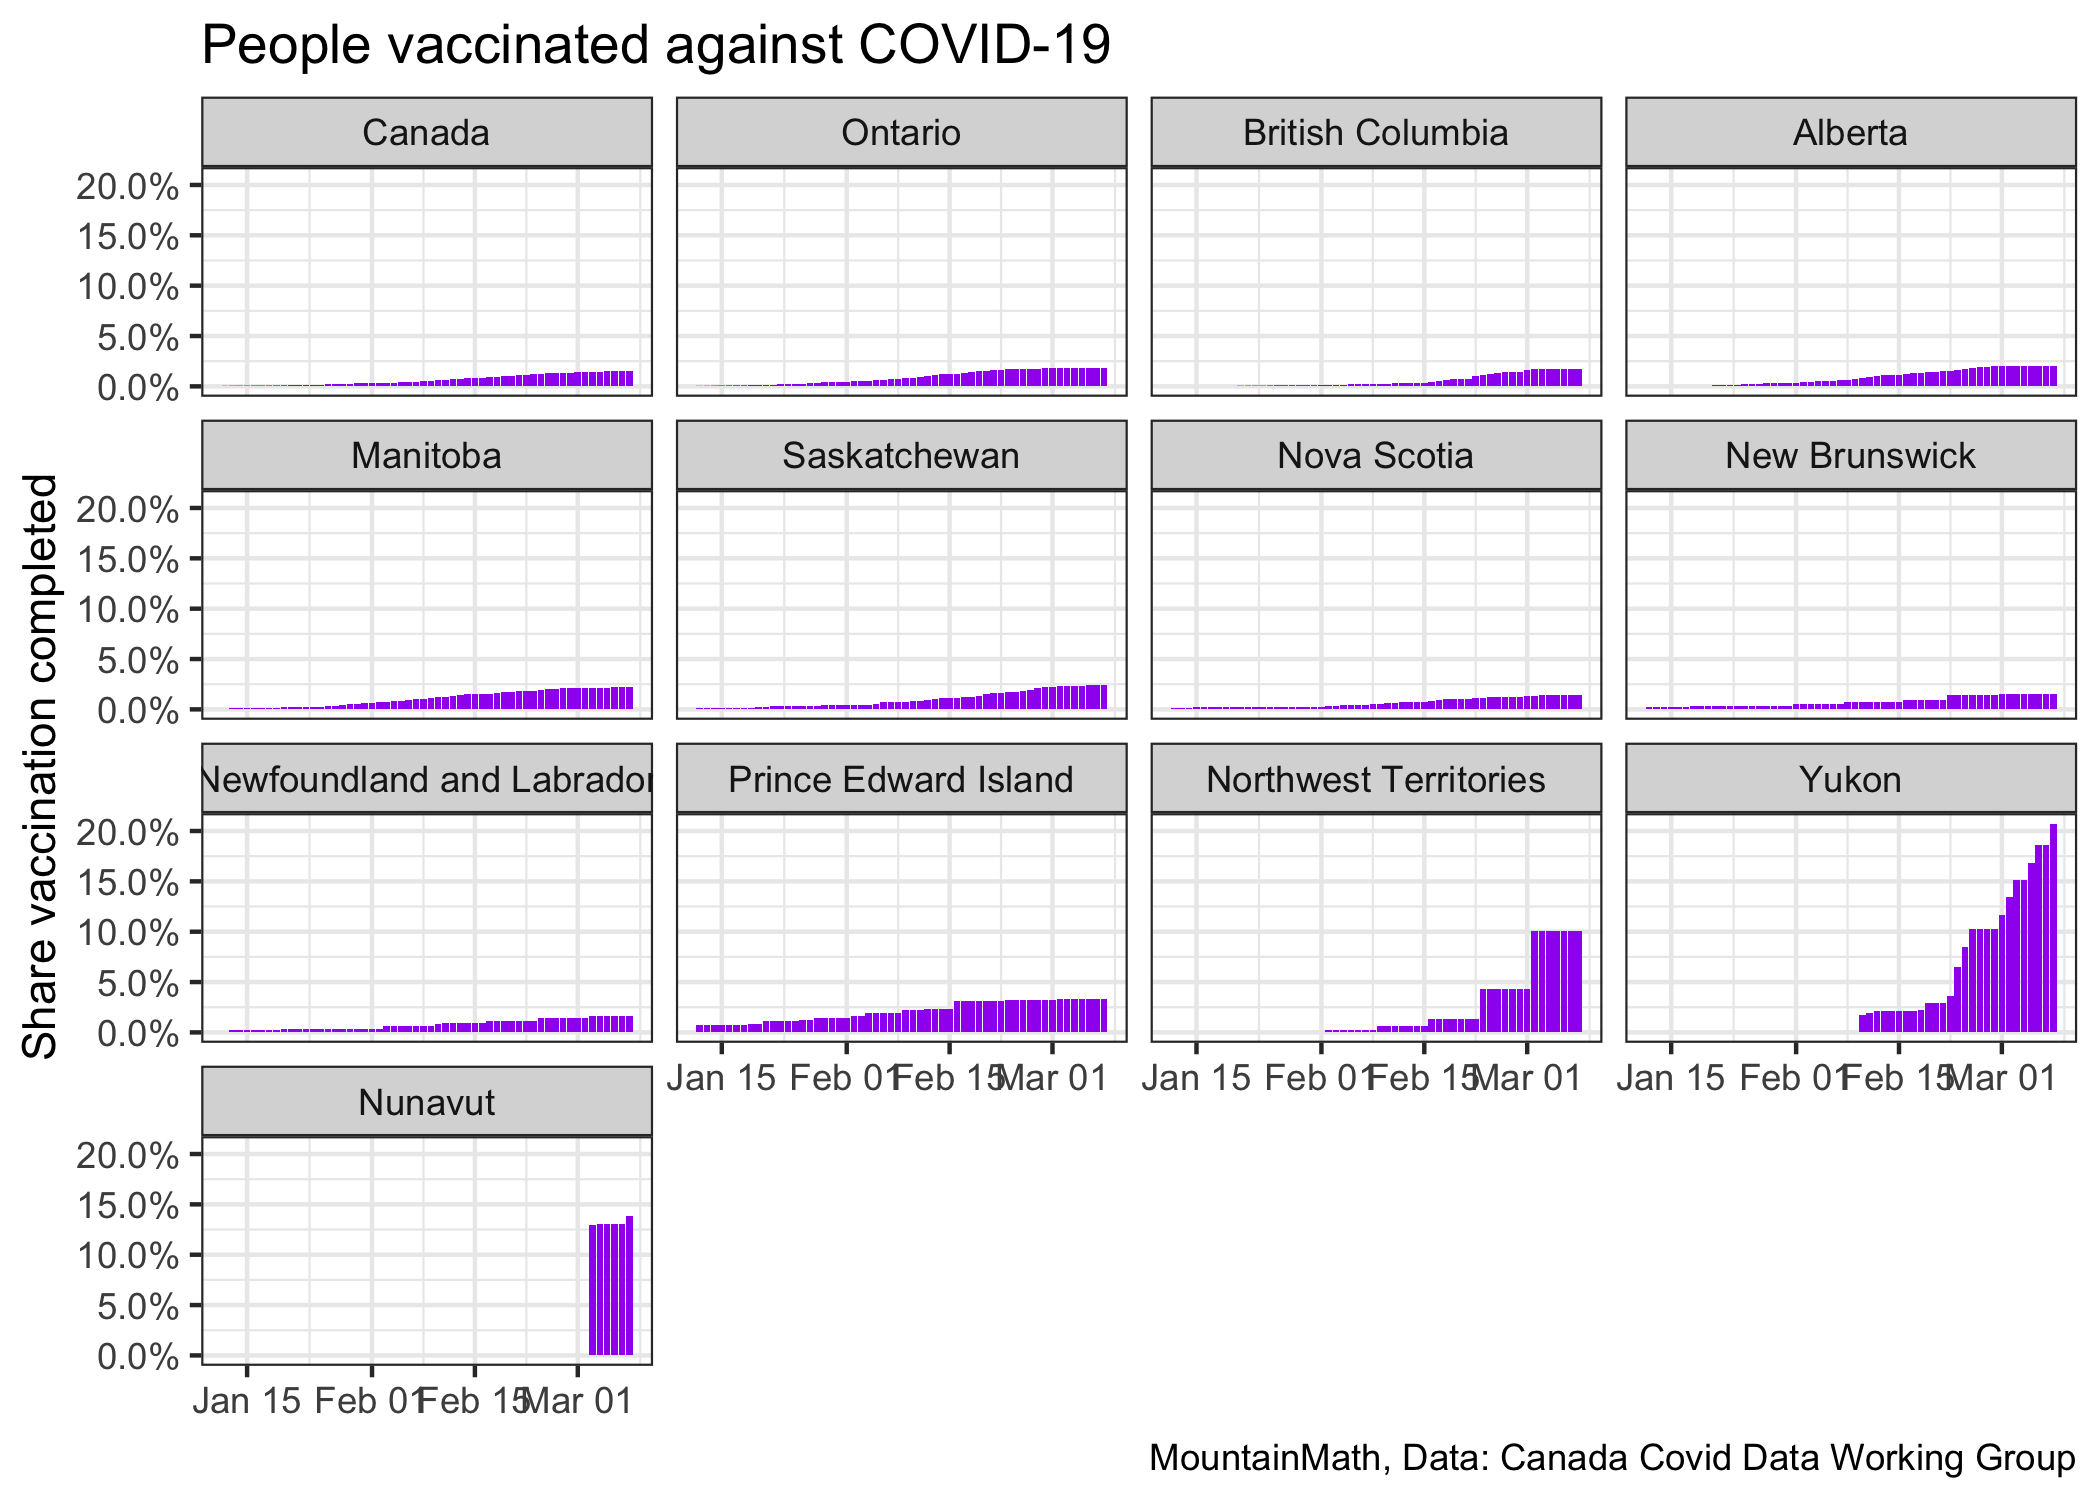 People vaccinated against COVID-19
Share vaccination completed
Canada
Ontario
British Columbia
Alberta
20.0%
15.0%
10.0%
5.0%
0.0%
Manitoba
Saskatchewan
Nova Scotia
New Brunswick
20.0%
15.0%
10.0%
5.0%
0.0%
Newfoundland and Labrador
Prince Edward Island
Northwest Territories
Yukon
20.0%
15.0%
10.0%
5.0%
0.0%
Jan 15 Feb 01 Feb 15 Mar 01
Jan 15 Feb 01 Feb 15 Mar 01
Jan 15 Feb 01 Feb 15 Mar 01
Nunavut
20.0%
15.0%
10.0%
5.0%
0.0%
Jan 15 Feb 01 Feb 15 Mar 01
MountainMath, Data: Canada Covid Data Working Group